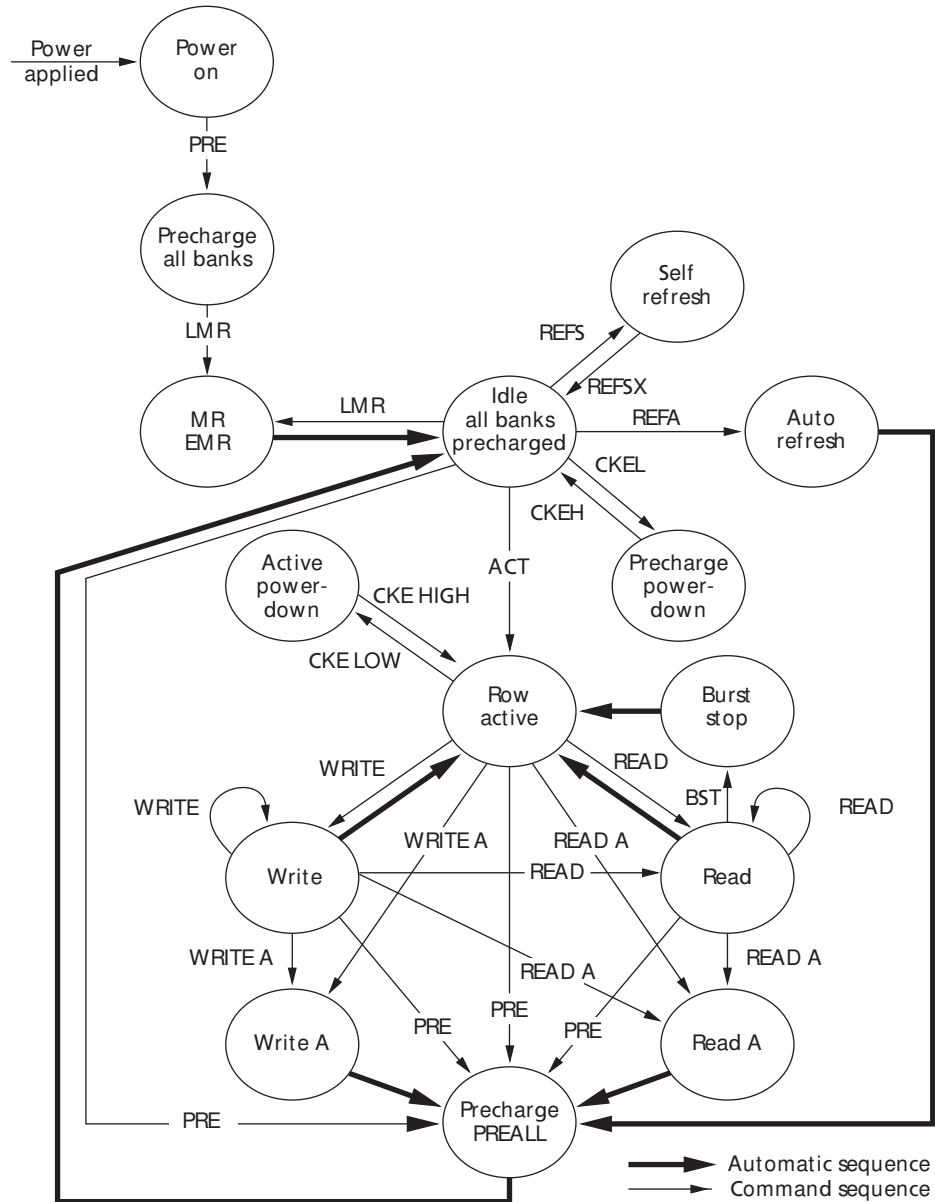 Power
applied
Power
on
PRE
Precharge
all banks
LMR
Self
refresh
REFS
REFSX
MR
EMR
LMR
Idle
all banks
precharged
REFA
Auto
refresh
CKEL
CKEH
ACT
Active
power-
down
CKE HIGH
CKE LOW
Precharge
power-
down
Row
active
Burst
stop
WRITE
READ
BST
WRITE
READ
WRITE A
READ A
Write
READ
Read
WRITE A
READ A
READ A
PRE
PRE
PRE
Write A
Read A
PRE
Precharge
PREALL
Automatic sequence
Command sequence